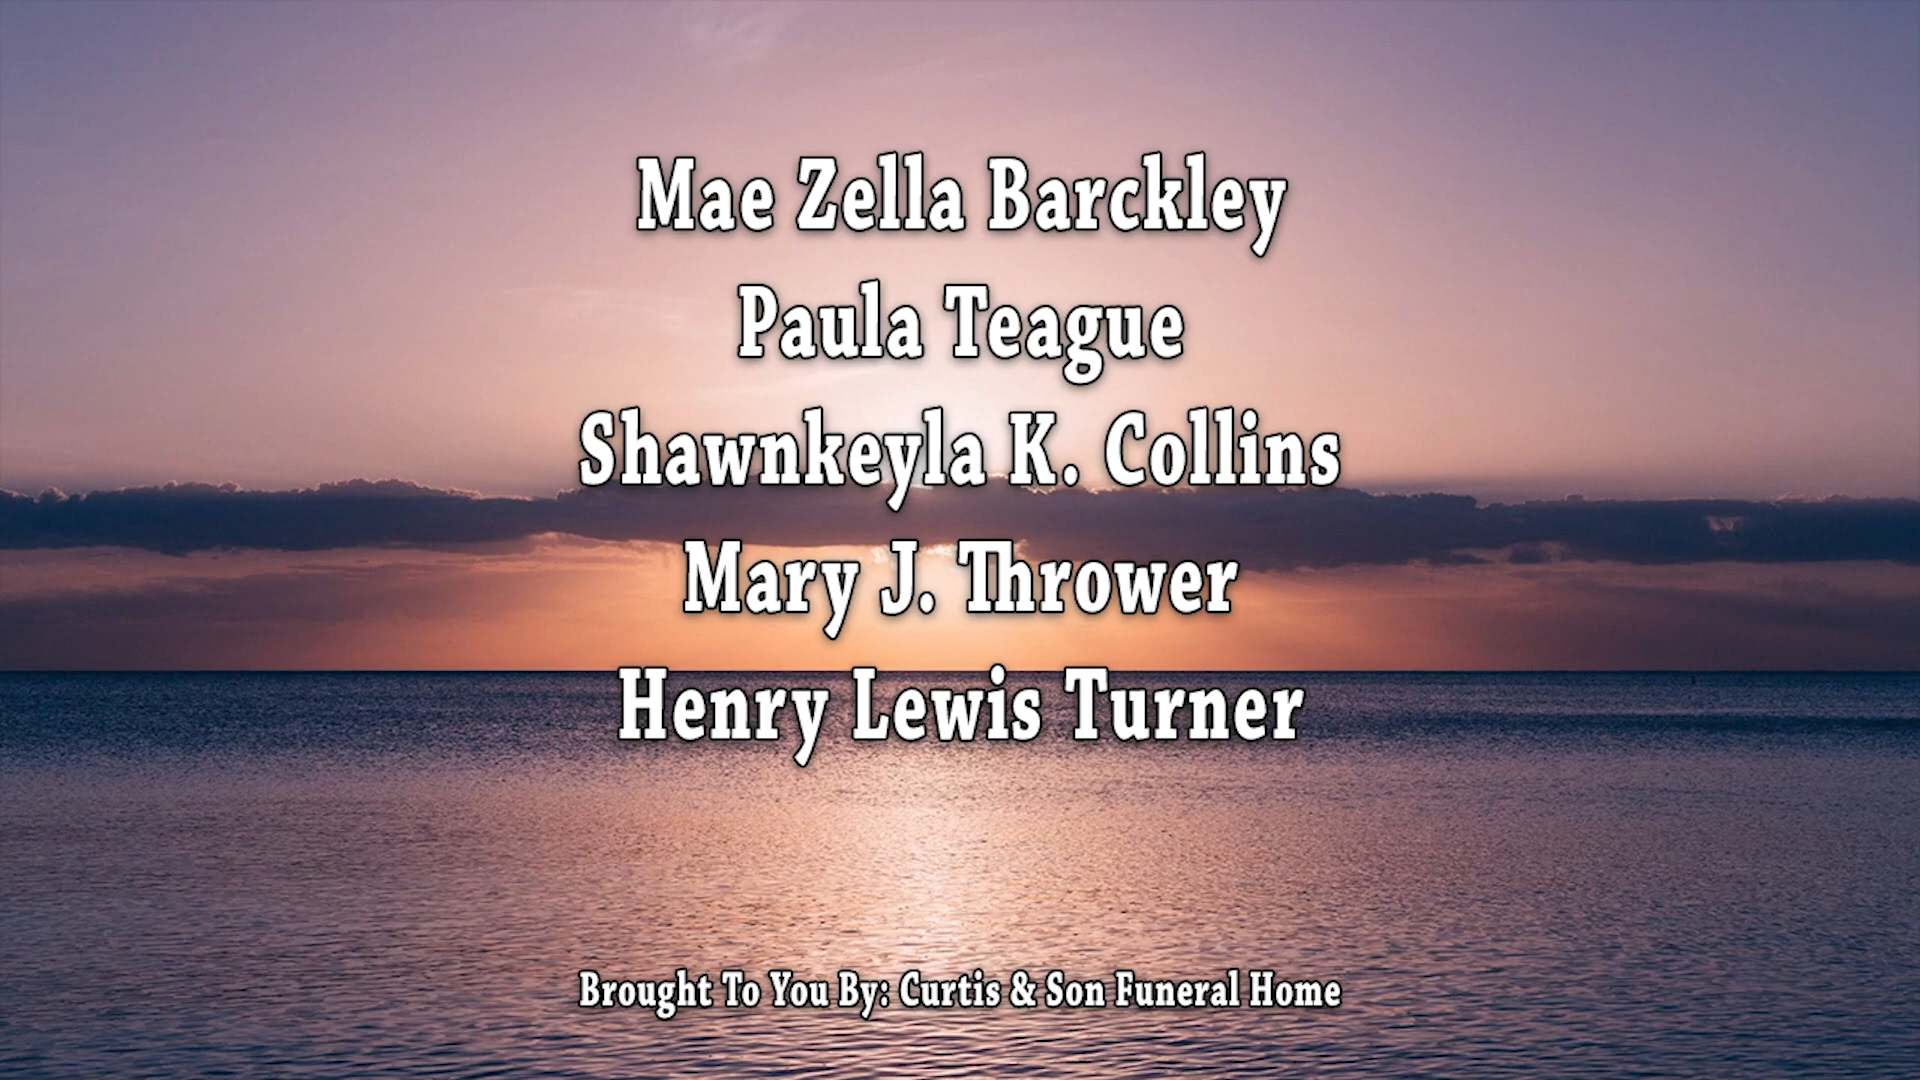 Mae Zella Barckley
Paula Teague
Shawnkeyla K. Collins
Mary J. Thrower
Henry Lewis Turner
Brought To You By: Curtis & Son Funeral Home